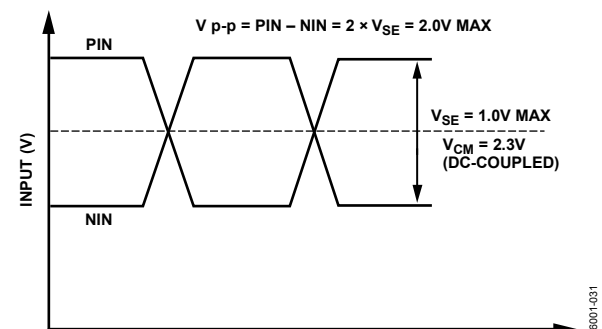 V p-p = PIN – NIN = 2 × VSE = 2.0V MAX
PIN
VSE = 1.0V MAX
VCM = 2.3V
(DC-COUPLED)
INPUT (V)
NIN
6001-031